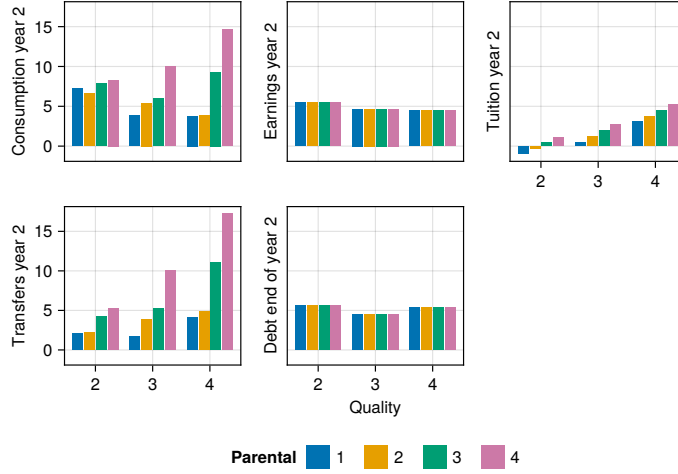 Consumption year 2
15
10
5
0
Earnings year 2
Tuition year 2
2 3 4
Transfers year 2
15
10
5
0
2 3 4
Debt end of year 2
2 3 4
Quality
Parental 1 2 3 4